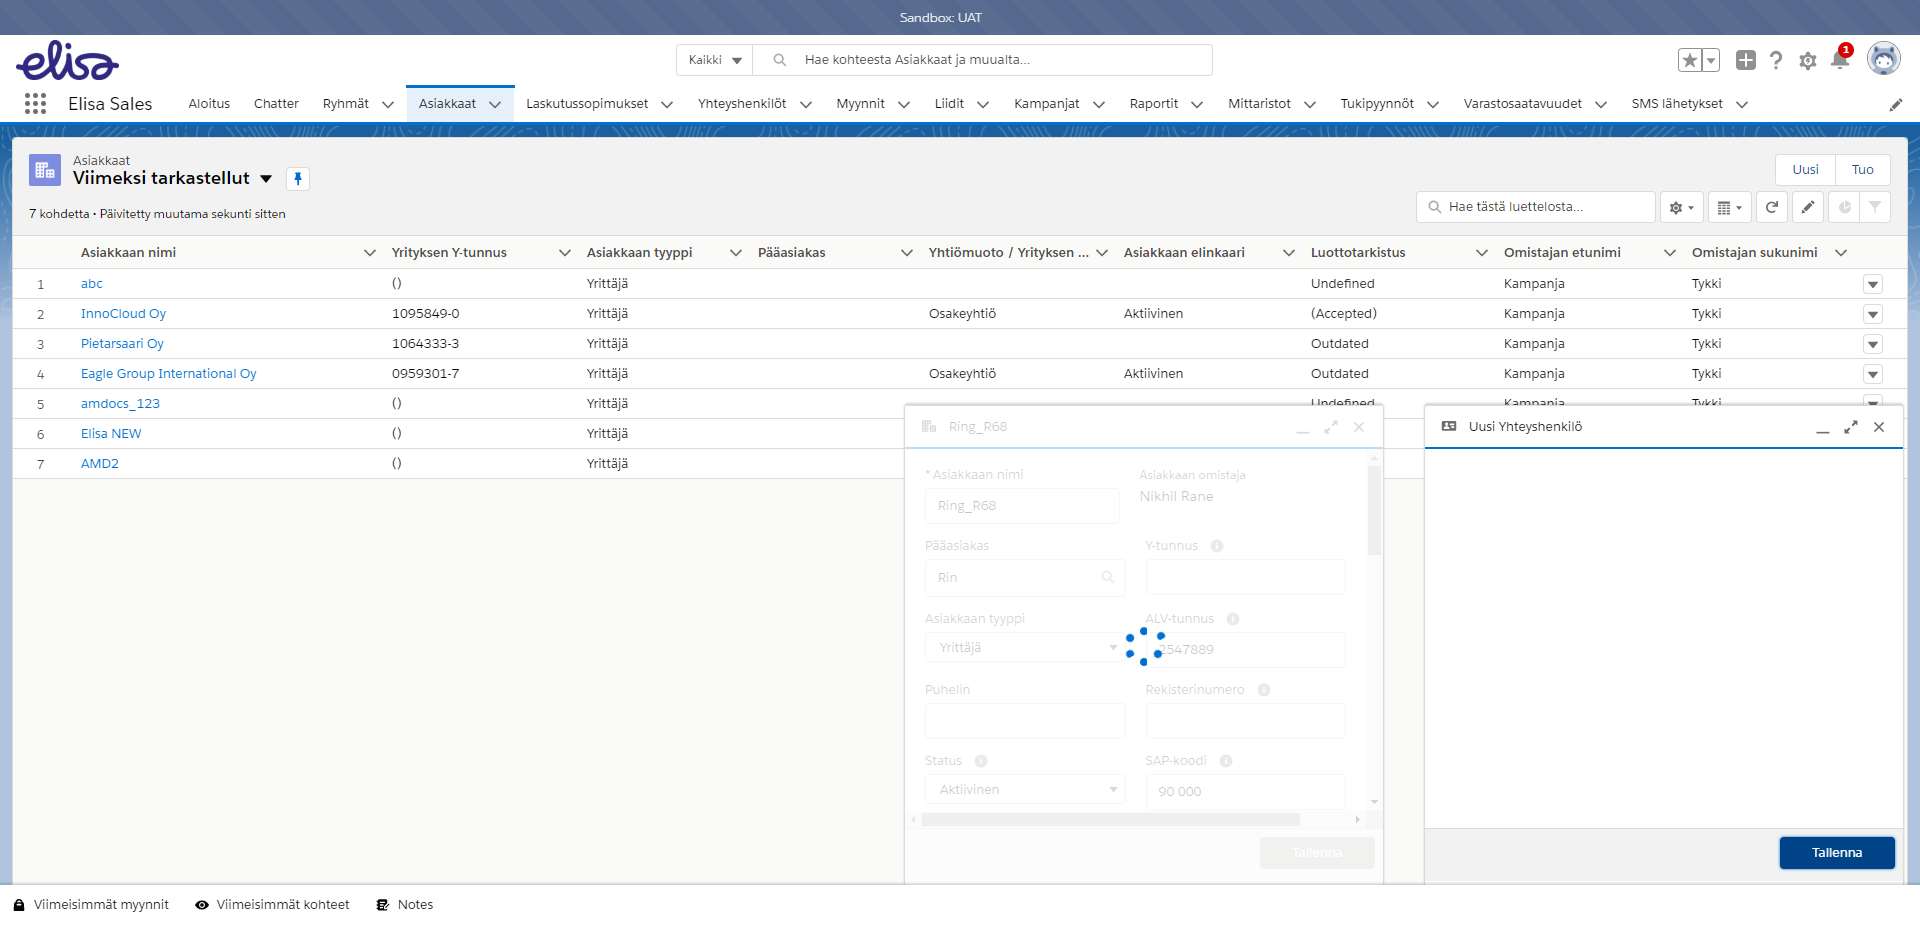 Sandbox: UAT
elisa
Kaikki
Hae kohteesta Asiakkaat ja muualta...
1
Elisa Sales
Aloitus
Chatter
Ryhmät
Asiakkaat
Laskutussopimukset
Yhteyshenkilöt
Myynnit
Liidit
Kampanjat
Raportit
Mittaristot
Tukipyynnöt
Varastosaatavuudet
SMS lähetykset
Asiakkaat
Viimeksi tarkastellut
Uusi
Tuo
7 kohdetta • Päivitetty muutama sekunti sitten
Hae tästä luettelosta...
Asiakkaan nimi Yrityksen Y-tunnus Asiakkaan tyyppi Pääasiakas Yhtiömuoto / Yrityksen ... Asiakkaan elinkaari Luottotarkistus Omistajan etunimi Omistajan sukunimi
1 abc () Yrittäjä Undefined Kampanja Tykki
2 InnoCloud Oy 1095849-0 Yrittäjä Osakeyhtiö Aktiivinen (Accepted) Kampanja Tykki
3 Pietarsaari Oy 1064333-3 Yrittäjä Outdated Kampanja Tykki
4 Eagle Group International Oy 0959301-7 Yrittäjä Osakeyhtiö Aktiivinen Outdated Kampanja Tykki
5 amdocs_123 () Yrittäjä Undefined Kampanja Tykki
6 Elisa NEW () Yrittäjä
7 AMD2 () Yrittäjä
Ring_R68
* Asiakkaan nimi
Ring_R68
Asiakkaan omistaja
Nikhil Rane
Pääasiakas
Rin
Y-tunnus
Asiakkaan tyyppi
Yrittäjä
ALV-tunnus
2547889
Puhelin
Rekisterinumero
Status
Aktiivinen
SAP-koodi
90 000
Tallenna
Uusi Yhteyshenkilö
Tallenna
Viimeisimmät myynnit
Viimeisimmät kohteet
Notes